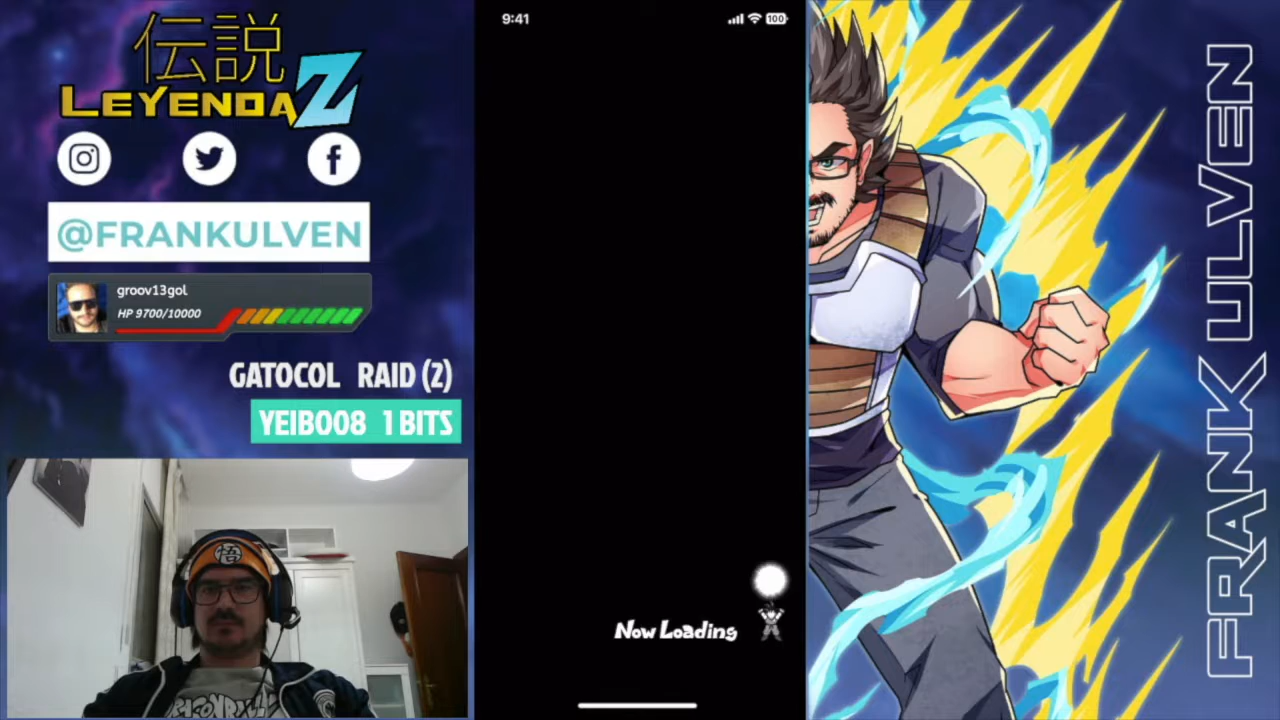 伝説
LEYENDA Z
@FRANKULVEN
groov13gol
HP 9700/10000
GATOCOL RAID (2)
YEIBO08 1 BITS
9:41
100
Now Loading
悟
FRANK ULVEN